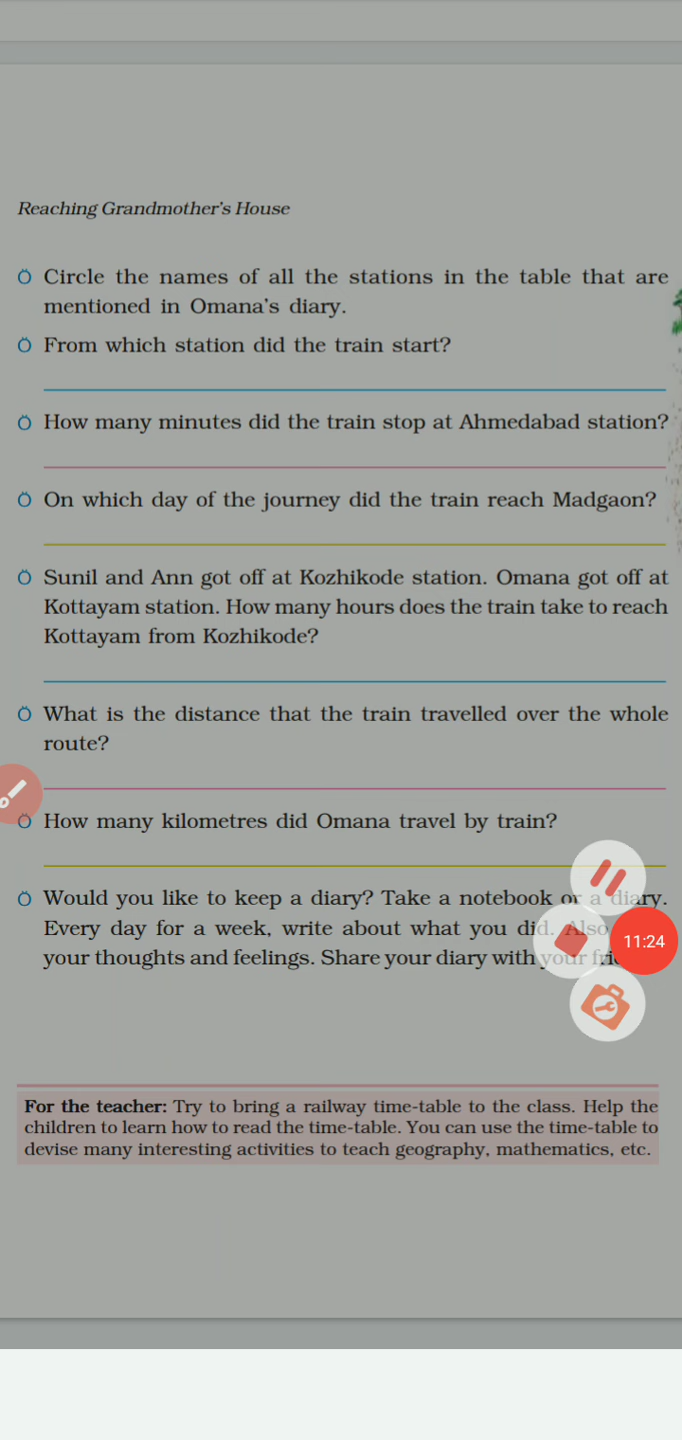 Reaching Grandmother's House
Ö Circle the names of all the stations in the table that are
mentioned in Omana's diary.
Ö From which station did the train start?
Ö How many minutes did the train stop at Ahmedabad station?
Ö On which day of the journey did the train reach Madgaon?
Ö Sunil and Ann got off at Kozhikode station. Omana got off at
Kottayam station. How many hours does the train take to reach
Kottayam from Kozhikode?
Ö What is the distance that the train travelled over the whole
route?
Ö How many kilometres did Omana travel by train?
Ö Would you like to keep a diary? Take a notebook or a diary.
Every day for a week, write about what you did. Also
11:24
your thoughts and feelings. Share your diary with your
For the teacher: Try to bring a railway time-table to the class. Help the
children to learn how to read the time-table. You can use the time-table to
devise many interesting activities to teach geography, mathematics, etc.